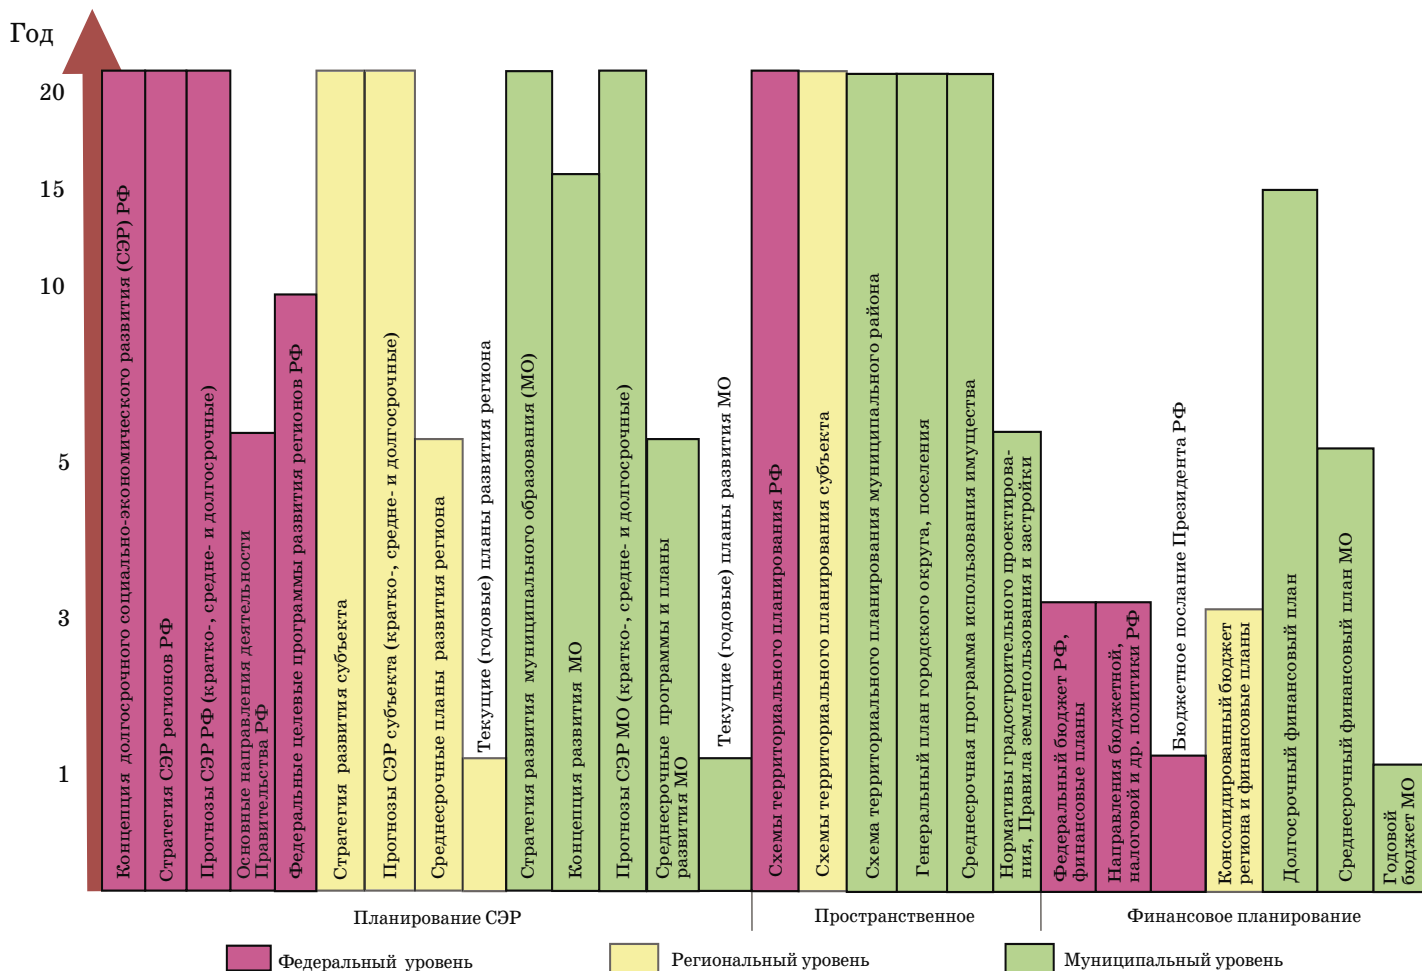 Год
20
15
10
5
3
1
Концепция долгосрочного социально-экономического развития (СЭР) РФ
Стратегия СЭР регионов РФ
Прогнозы СЭР РФ (кратко-, средне- и долгосрочные)
Основные направления деятельности
Правительства РФ
Федеральные целевые программы развития регионов РФ
Стратегия развития субъекта
Прогнозы СЭР субъекта (кратко-, средне- и долгосрочные)
Среднесрочные планы развития региона
Текущие (годовые) планы развития региона
Стратегия развития муниципального образования (МО)
Концепция развития МО
Прогнозы СЭР МО (кратко-, средне- и долгосрочные)
Среднесрочные программы и планы
развития МО
Текущие (годовые) планы развития МО
Схемы территориального планирования РФ
Схемы территориального планирования субъекта
Схема территориального планирования муниципального района
Генеральный план городского округа, поселения
Среднесрочная программа использования имущества
Нормативы градостроительного проектирова-
ния, Правила землепользования и застройки
Федеральный бюджет РФ,
финансовые планы
Направления бюджетной,
налоговой и др. политики РФ
Бюджетное послание Президента РФ
Консолидированный бюджет
региона и финансовые планы
Долгосрочный финансовый план
Среднесрочный финансовый план МО
Годовой
бюджет МО
Планирование СЭР
Пространственное
Финансовое планирование
Федеральный уровень
Региональный уровень
Муниципальный уровень